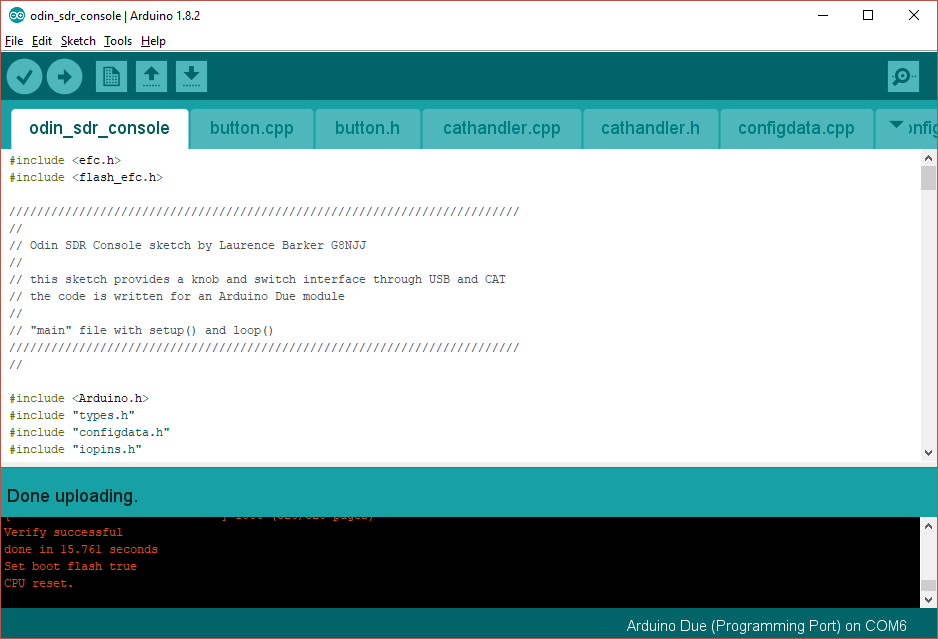 odin_sdr_console | Arduino 1.8.2
File Edit Sketch Tools Help
odin_sdr_console button.cpp button.h cathandler.cpp cathandler.h configdata.cpp
#include <efc.h>
#include <flash_efc.h>
/////////////////////////////////////////////////////////////////////////
//
// Odin SDR Console sketch by Laurence Barker G8NJJ
//
// this sketch provides a knob and switch interface through USB and CAT
// the code is written for an Arduino Due module
//
// "main" file with setup() and loop()
/////////////////////////////////////////////////////////////////////////
//
#include <Arduino.h>
#include "types.h"
#include "configdata.h"
#include "iopins.h"
Done uploading.
Verify successful
done in 15.761 seconds
Set boot flash true
CPU reset.
Arduino Due (Programming Port) on COM6